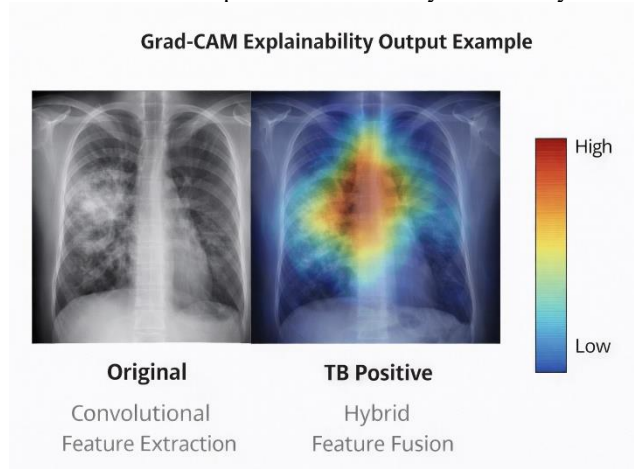 Grad-CAM Explainability Output Example
High
Low
Original
TB Positive
Convolutional
Feature Extraction
Hybrid
Feature Fusion